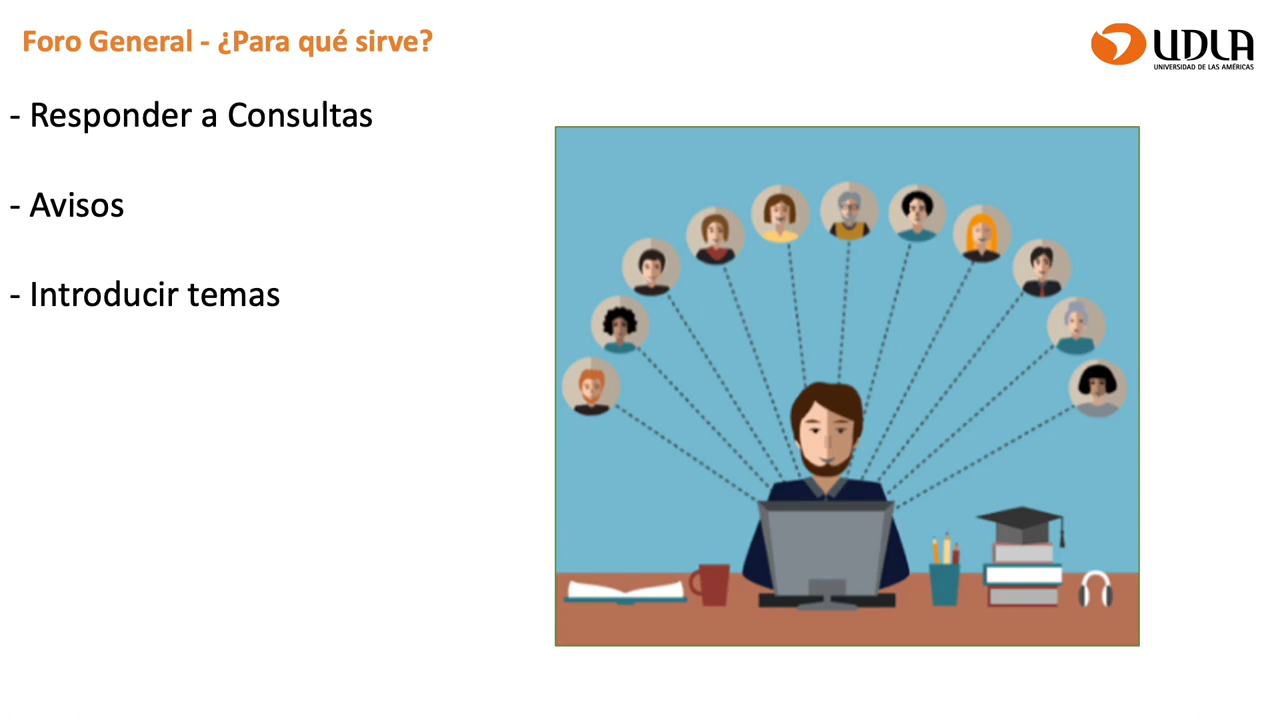 Foro General - ¿Para qué sirve?
UDLA
UNIVERSIDAD DE LAS AMÉRICAS
- Responder a Consultas
- Avisos
- Introducir temas